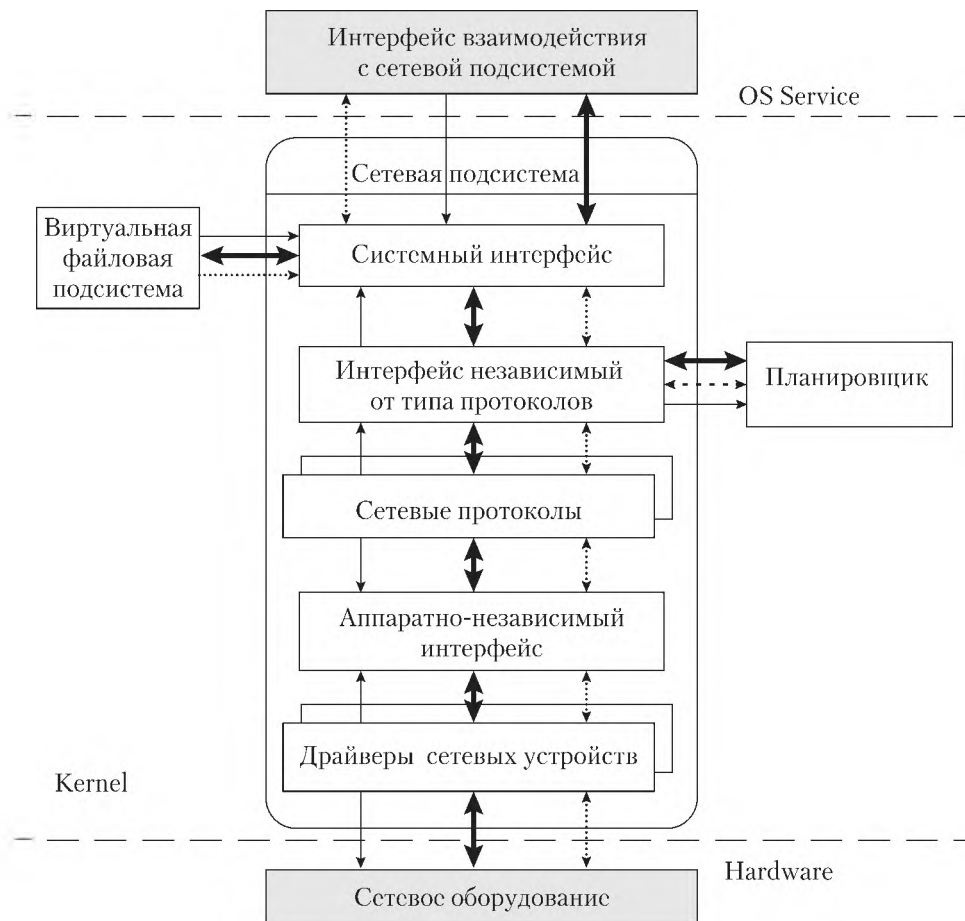 Интерфейс взаимодействия
с сетевой подсистемой
OS Service
Сетевая подсистема
Виртуальная
файловая
подсистема
Системный интерфейс
Интерфейс независимый
от типа протоколов
Планировщик
Сетевые протоколы
Аппаратно-независимый
интерфейс
Драйверы сетевых устройств
Kernel
Hardware
Сетевое оборудование